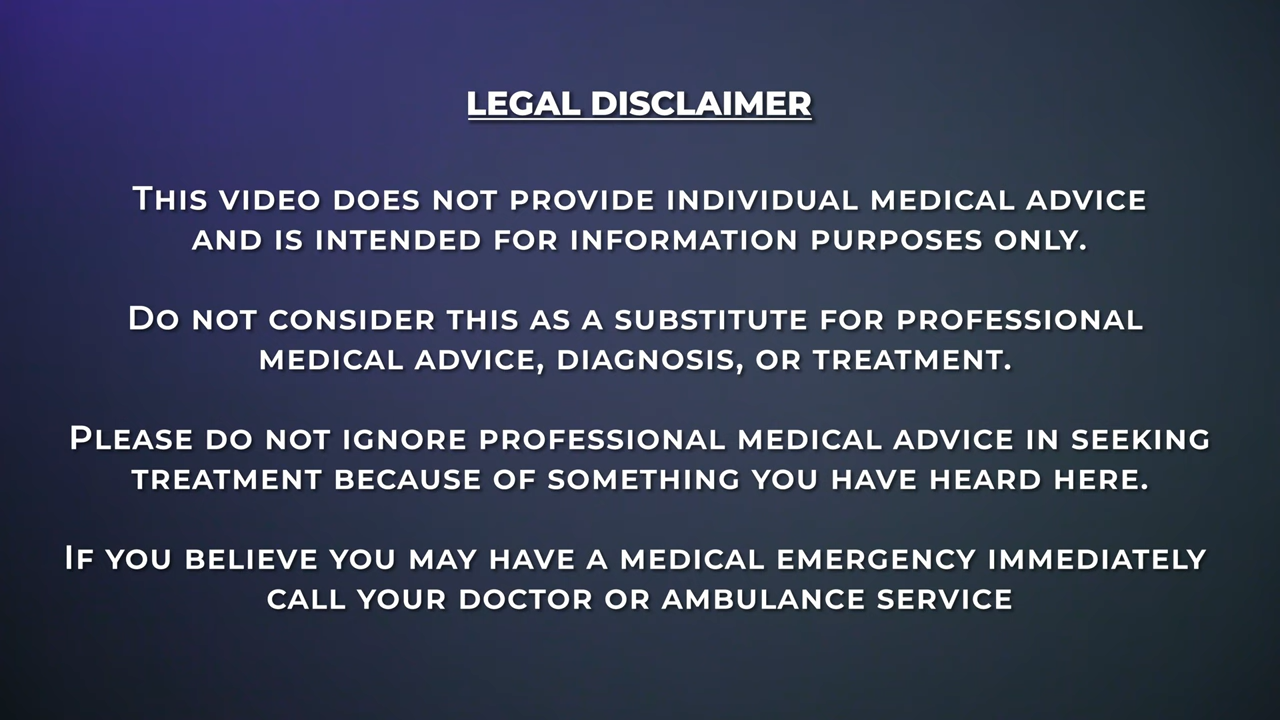 LEGAL DISCLAIMER
THIS VIDEO DOES NOT PROVIDE INDIVIDUAL MEDICAL ADVICE
AND IS INTENDED FOR INFORMATION PURPOSES ONLY.
DO NOT CONSIDER THIS AS A SUBSTITUTE FOR PROFESSIONAL
MEDICAL ADVICE, DIAGNOSIS, OR TREATMENT.
PLEASE DO NOT IGNORE PROFESSIONAL MEDICAL ADVICE IN SEEKING
TREATMENT BECAUSE OF SOMETHING YOU HAVE HEARD HERE.
IF YOU BELIEVE YOU MAY HAVE A MEDICAL EMERGENCY IMMEDIATELY
CALL YOUR DOCTOR OR AMBULANCE SERVICE